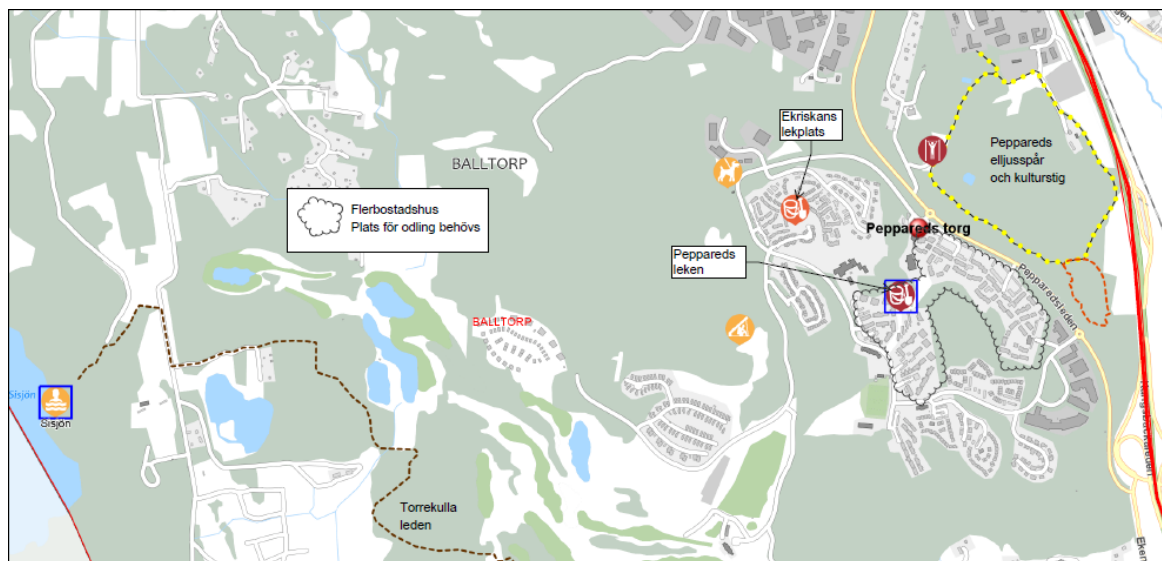 Ekriskans
lekplats
Peppareds
elljusspår
och kulturstig
BALLTORP
Flerbostadshus
Plats för odling behövs
Peppareds torg
Peppareds
leken
Pepparedsleden
BALLTORP
Sisjön
Sisjön
Torrekulla
leden